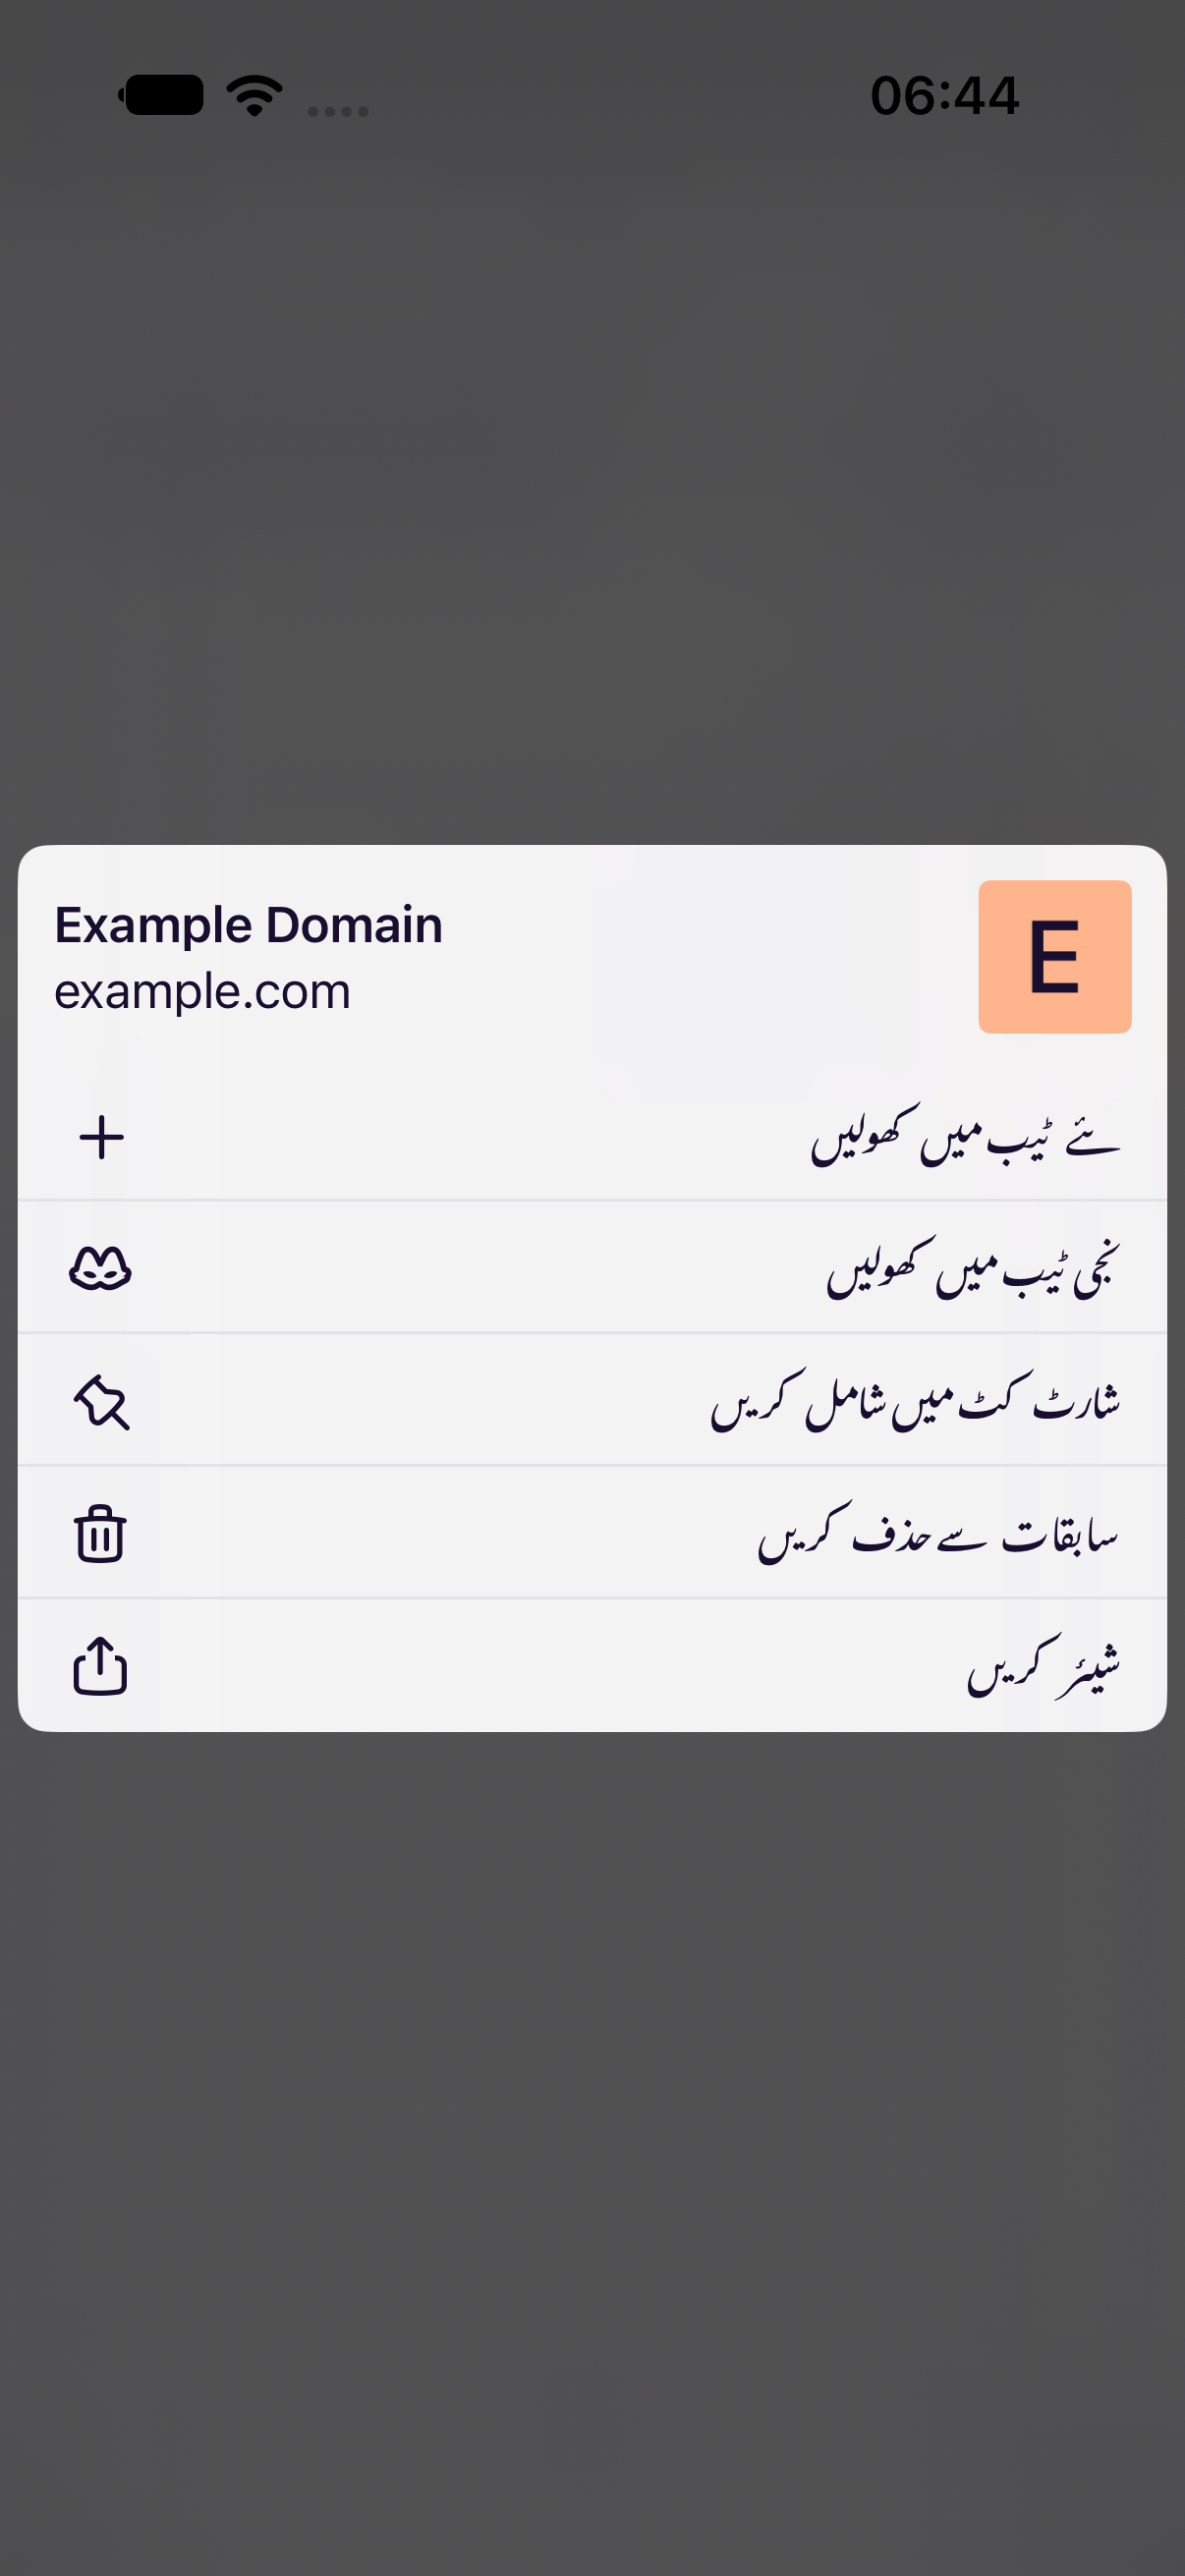 06:44
Example Domain
example.com
E
نئے ٹیب میں کھولیں
نجی ٹیب میں کھولیں
شارٹ کٹ میں شامل کریں
سابقات سے حذف کریں
شیئر کریں